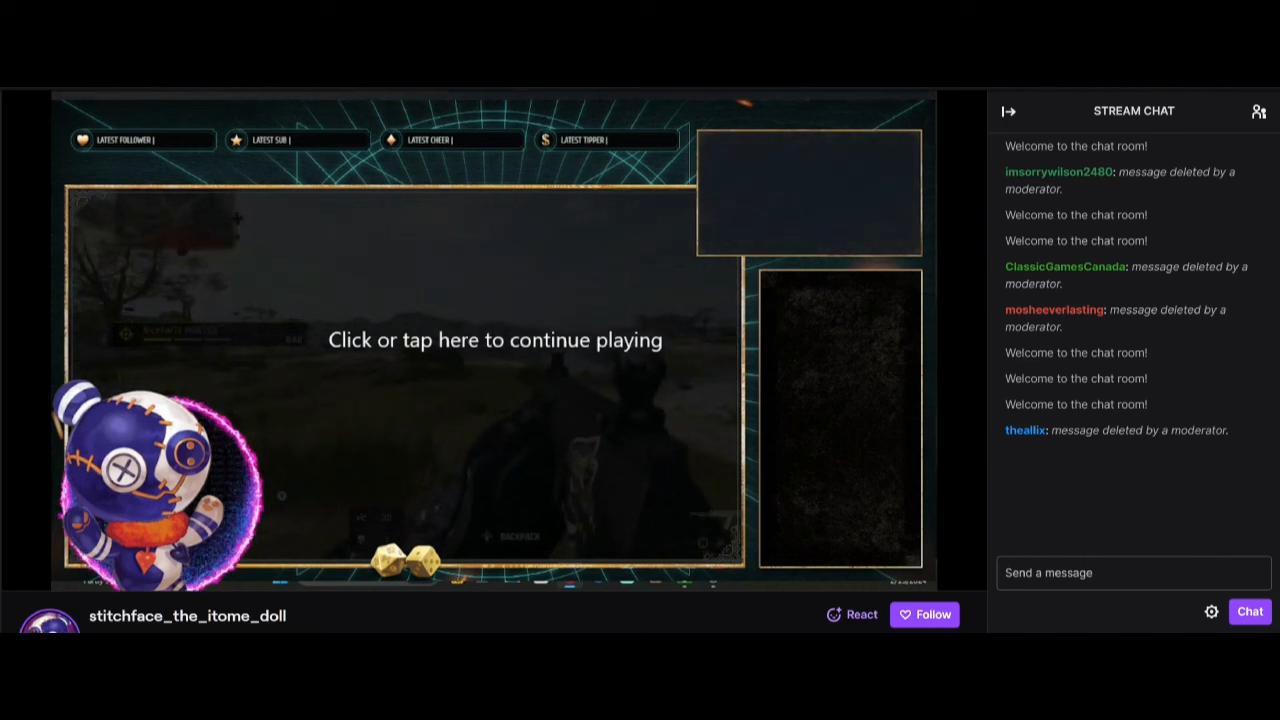 STREAM CHAT
LATEST FOLLOWER |
LATEST SUB |
LATEST CHEER |
LATEST TIPPER |
Click or tap here to continue playing
BACKPACK
stitchface_the_itome_doll
React
Follow
Welcome to the chat room!
imsorrywilson2480: message deleted by a
moderator.
Welcome to the chat room!
Welcome to the chat room!
ClassicGamesCanada: message deleted by a
moderator.
mosheeverlasting: message deleted by a
moderator.
Welcome to the chat room!
Welcome to the chat room!
Welcome to the chat room!
theallix: message deleted by a moderator.
Send a message
Chat